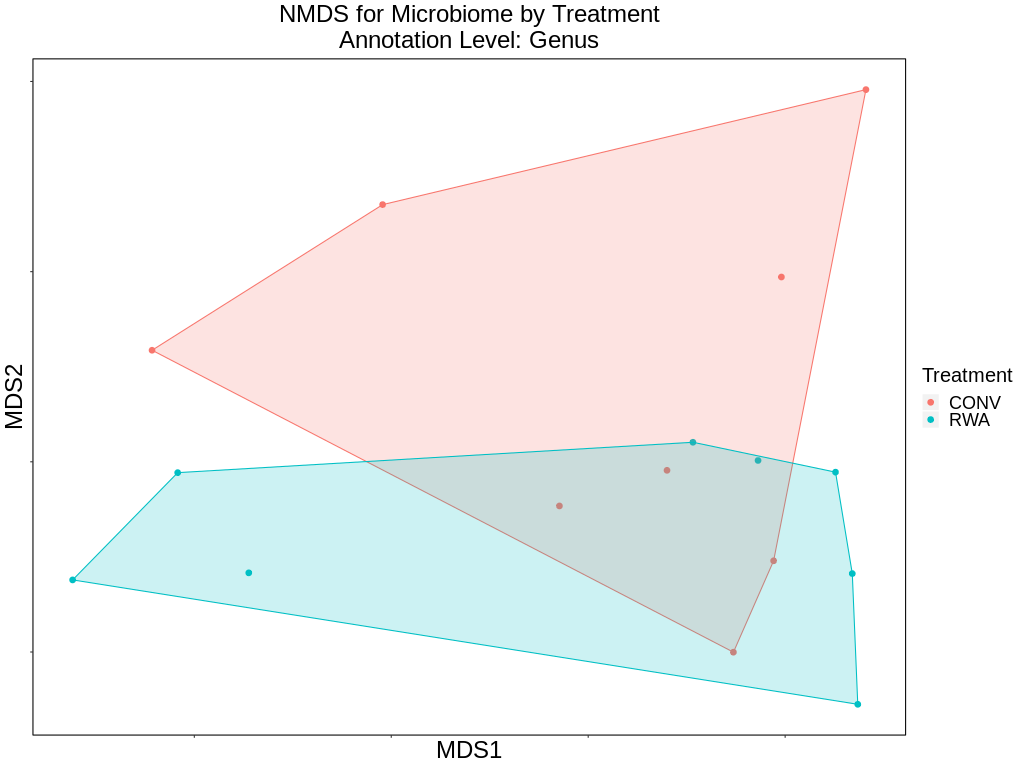 NMDS for Microbiome by Treatment
Annotation Level: Genus
MDS2
MDS1
Treatment
CONV
RWA